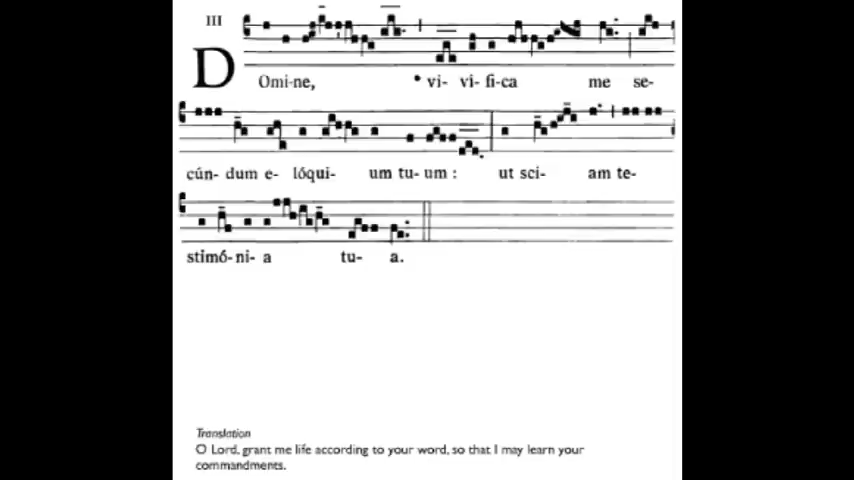 III
DOmi-ne, * vi- vi- fi-ca me se-
cún- dum e- lóqui- um tu- um : ut sci- am te-
stimó- ni- a tu- a.
Translation
O Lord, grant me life according to your word, so that I may learn your
commandments.